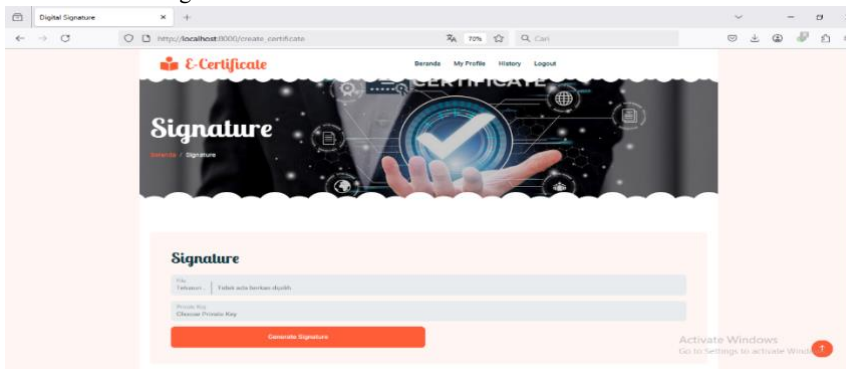 Digital Signature
http://localhost:8000/create_certificate
70%
Cari
E-Certificate
Beranda My Profile History Logout
CERTIFICATE
Signature
Beranda / Signature
Signature
File
Telusuri... Tidak ada berkas dipilih
Private Key
Choose Private Key
Generate Signature
Activate Windows
Go to Settings to activate Wind